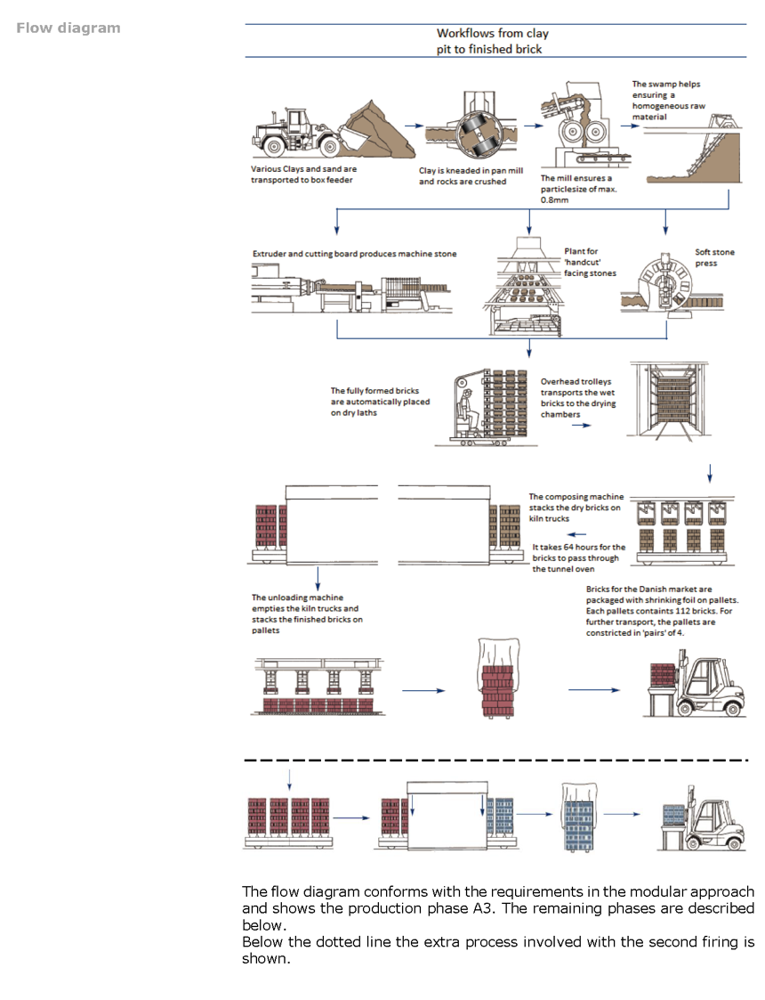 Flow diagram
Workflows from clay
pit to finished brick
The swamp helps
ensuring a
homogeneous raw
material
Various Clays and sand are
transported to box feeder
Clay is kneaded in pan mill
and rocks are crushed
The mill ensures a
particlesize of max.
0.8mm
Extruder and cutting board produces machine stone
Plant for
'handcut'
facing stones
Soft stone
press
The fully formed bricks
are automatically placed
on dry laths
Overhead trolleys
transports the wet
bricks to the drying
chambers
The composing machine
stacks the dry bricks on
kiln trucks
It takes 64 hours for the
bricks to pass through
the tunnel oven
The unloading machine
empties the kiln trucks and
stacks the finished bricks on
pallets
Bricks for the Danish market are
packaged with shrinking foil on pallets.
Each pallets containts 112 bricks. For
further transport, the pallets are
constricted in 'pairs' of 4.
The flow diagram conforms with the requirements in the modular approach
and shows the production phase A3. The remaining phases are described
below.
Below the dotted line the extra process involved with the second firing is
shown.